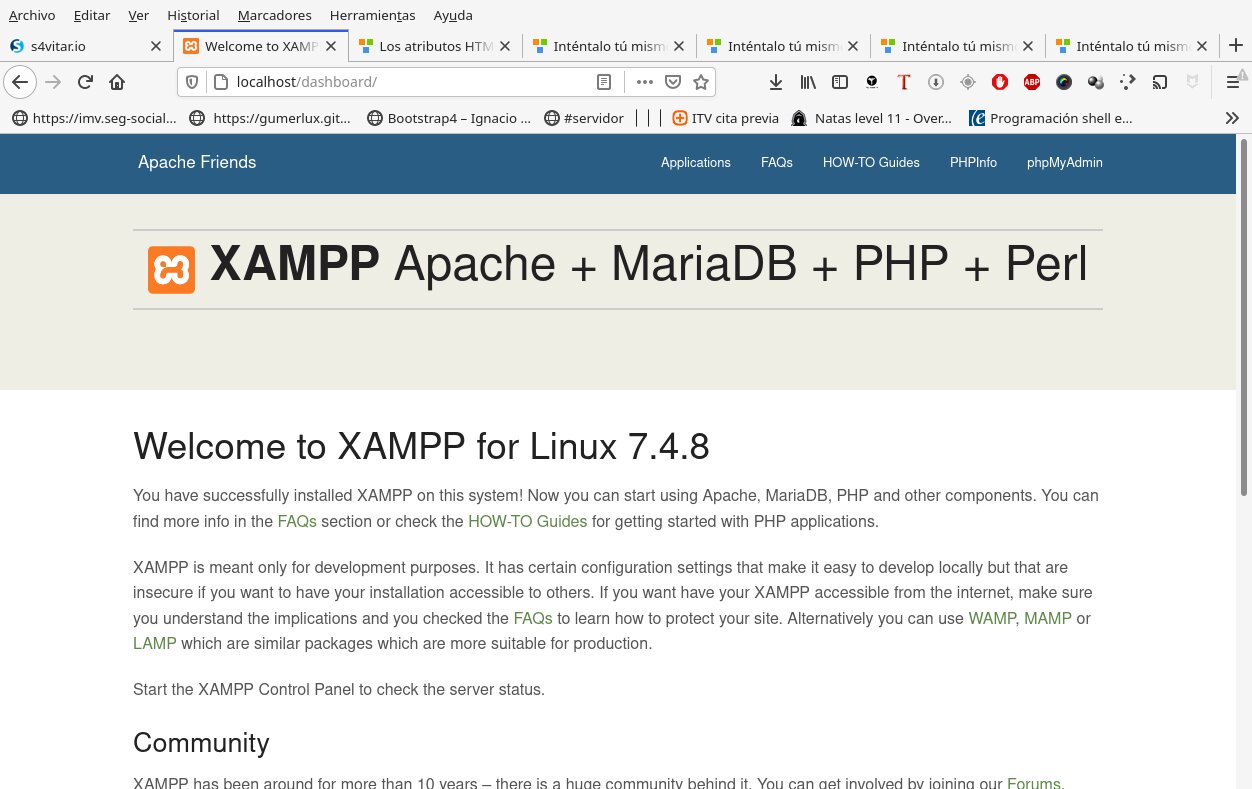 Archivo Editar Ver Historial Marcadores Herramientas Ayuda
s4vitar.io Welcome to XAMP Los atributos HTM Inténtalo tú mism Inténtalo tú mism Inténtalo tú mism Inténtalo tú mism
localhost/dashboard/
T ABP
https://imv.seg-social... https://gumerlux.git... Bootstrap4 – Ignacio ... #servidor | | | ITV cita previa Natas level 11 - Over... Programación shell e...
Apache Friends Applications FAQs HOW-TO Guides PHPInfo phpMyAdmin
XAMPP Apache + MariaDB + PHP + Perl
Welcome to XAMPP for Linux 7.4.8
You have successfully installed XAMPP on this system! Now you can start using Apache, MariaDB, PHP and other components. You can
find more info in the FAQs section or check the HOW-TO Guides for getting started with PHP applications.
XAMPP is meant only for development purposes. It has certain configuration settings that make it easy to develop locally but that are
insecure if you want to have your installation accessible to others. If you want have your XAMPP accessible from the internet, make sure
you understand the implications and you checked the FAQs to learn how to protect your site. Alternatively you can use WAMP, MAMP or
LAMP which are similar packages which are more suitable for production.
Start the XAMPP Control Panel to check the server status.
Community
XAMPP has been around for more than 10 years – there is a huge community behind it. You can get involved by joining our Forums,